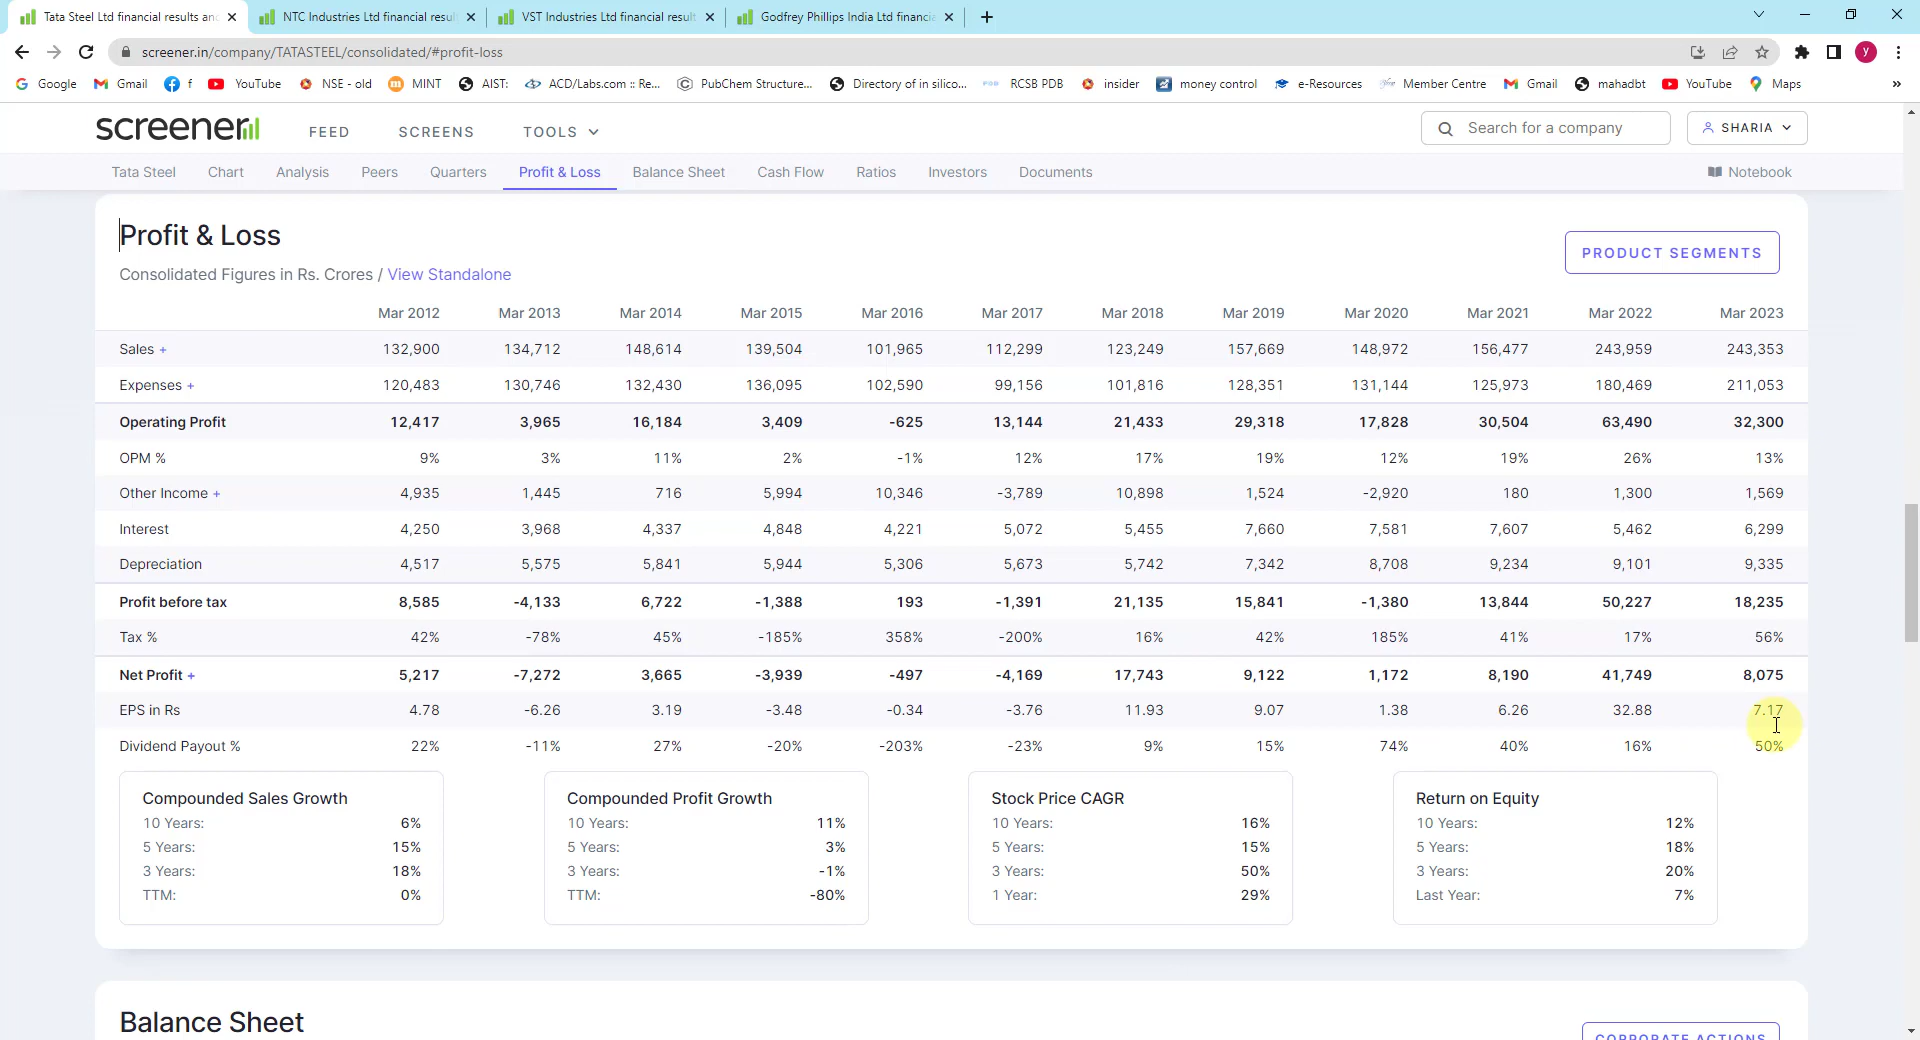 Tata Steel Ltd financial results an
NTC Industries Ltd financial resul
VST Industries Ltd financial result
Godfrey Phillips India Ltd financia
screener.in/company/TATASTEEL/consolidated/#profit-loss
y
Google Gmail f YouTube NSE - old MINT AIST: ACD/Labs.com :: Re... PubChem Structure... Directory of in silico... RCSB PDB insider money control e-Resources Member Centre Gmail mahadbt YouTube Maps »
screener FEED SCREENS TOOLS Search for a company SHARIA
Tata Steel Chart Analysis Peers Quarters Profit & Loss Balance Sheet Cash Flow Ratios Investors Documents Notebook
Profit & Loss
PRODUCT SEGMENTS
Consolidated Figures in Rs. Crores / View Standalone
Mar 2012 Mar 2013 Mar 2014 Mar 2015 Mar 2016 Mar 2017 Mar 2018 Mar 2019 Mar 2020 Mar 2021 Mar 2022 Mar 2023
Sales + 132,900 134,712 148,614 139,504 101,965 112,299 123,249 157,669 148,972 156,477 243,959 243,353
Expenses + 120,483 130,746 132,430 136,095 102,590 99,156 101,816 128,351 131,144 125,973 180,469 211,053
Operating Profit 12,417 3,965 16,184 3,409 -625 13,144 21,433 29,318 17,828 30,504 63,490 32,300
OPM % 9% 3% 11% 2% -1% 12% 17% 19% 12% 19% 26% 13%
Other Income + 4,935 1,445 716 5,994 10,346 -3,789 10,898 1,524 -2,920 180 1,300 1,569
Interest 4,250 3,968 4,337 4,848 4,221 5,072 5,455 7,660 7,581 7,607 5,462 6,299
Depreciation 4,517 5,575 5,841 5,944 5,306 5,673 5,742 7,342 8,708 9,234 9,101 9,335
Profit before tax 8,585 -4,133 6,722 -1,388 193 -1,391 21,135 15,841 -1,380 13,844 50,227 18,235
Tax % 42% -78% 45% -185% 358% -200% 16% 42% 185% 41% 17% 56%
Net Profit + 5,217 -7,272 3,665 -3,939 -497 -4,169 17,743 9,122 1,172 8,190 41,749 8,075
EPS in Rs 4.78 -6.26 3.19 -3.48 -0.34 -3.76 11.93 9.07 1.38 6.26 32.88 7.17
Dividend Payout % 22% -11% 27% -20% -203% -23% 9% 15% 74% 40% 16% 50%
Compounded Sales Growth
10 Years: 6%
5 Years: 15%
3 Years: 18%
TTM: 0%
Compounded Profit Growth
10 Years: 11%
5 Years: 3%
3 Years: -1%
TTM: -80%
Stock Price CAGR
10 Years: 16%
5 Years: 15%
3 Years: 50%
1 Year: 29%
Return on Equity
10 Years: 12%
5 Years: 18%
3 Years: 20%
Last Year: 7%
Balance Sheet
CORPORATE ACTIONS